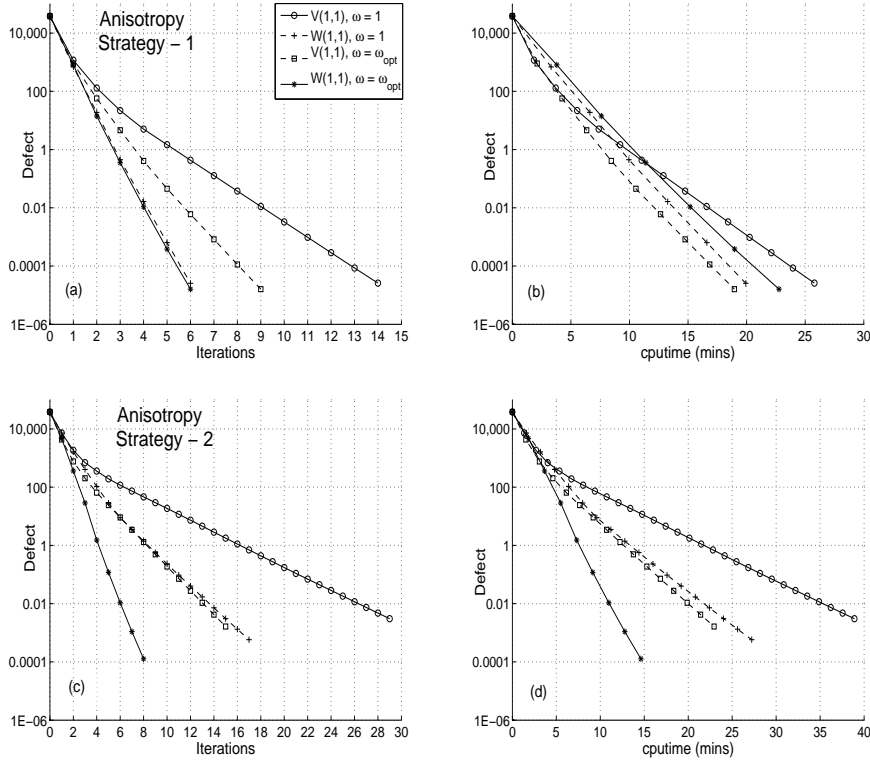 Anisotropy
Strategy – 1
V(1,1), ω = 1
W(1,1), ω = 1
V(1,1), ω = ωopt
W(1,1), ω = ωopt
Defect
10,000
100
1
0.01
0.0001
1E−06
(a)
0 1 2 3 4 5 6 7 8 9 10 11 12 13 14 15
Iterations
Defect
10,000
100
1
0.01
0.0001
1E−06
(b)
0 5 10 15 20 25 30
cputime (mins)
Anisotropy
Strategy – 2
Defect
10,000
100
1
0.01
0.0001
1E−06
(c)
0 2 4 6 8 10 12 14 16 18 20 22 24 26 28 30
Iterations
Defect
10,000
100
1
0.01
0.0001
1E−06
(d)
0 5 10 15 20 25 30 35 40
cputime (mins)